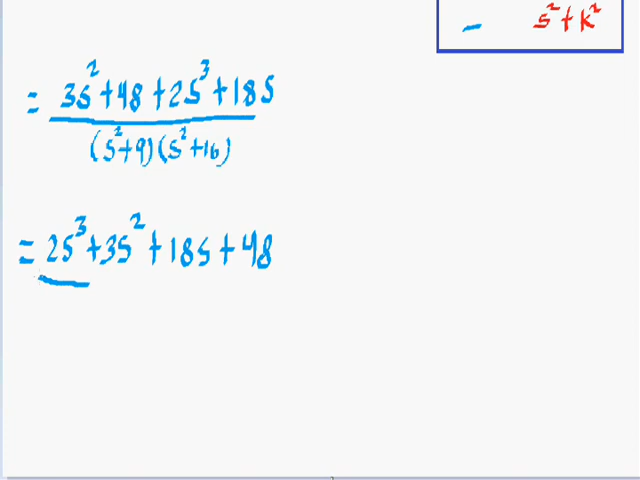 s² + k²
= 3s² + 48 + 2s³ + 18s
(s² + 9)(s² + 16)
= 2s³ + 3s² + 18s + 48